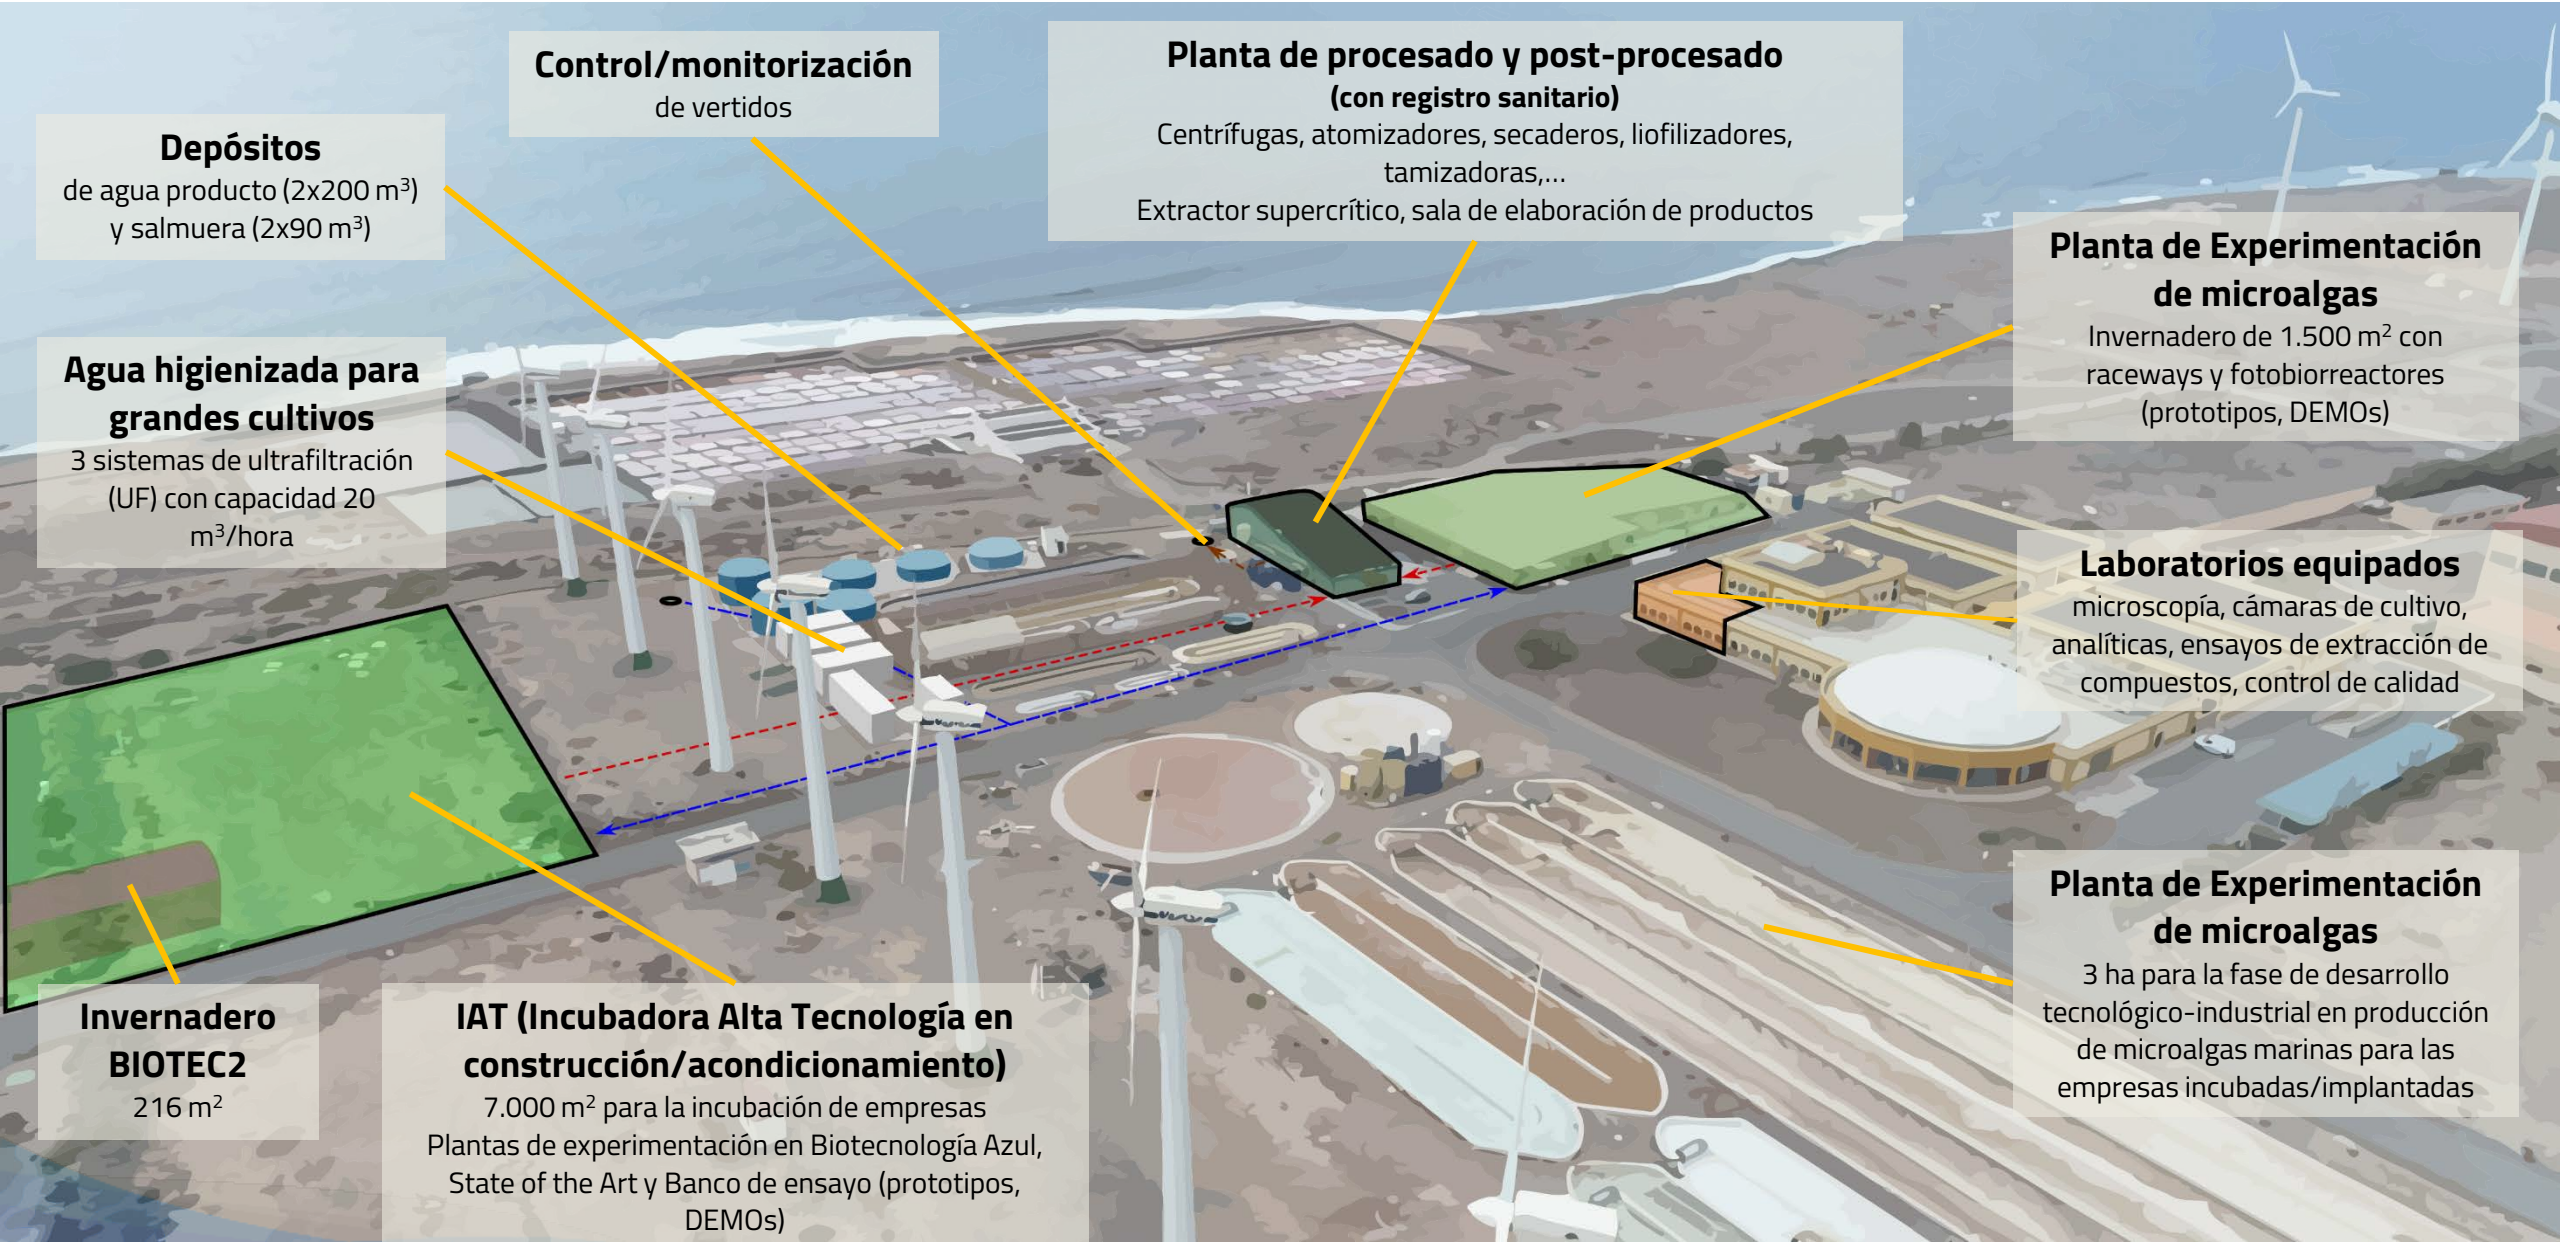 Control/monitorización
de vertidos
Planta de procesado y post-procesado
(con registro sanitario)
Centrífugas, atomizadores, secaderos, liofilizadores,
tamizadoras,...
Extractor supercrítico, sala de elaboración de productos
Depósitos
de agua producto (2x200 m³)
y salmuera (2x90 m³)
Planta de Experimentación
de microalgas
Invernadero de 1.500 m² con
raceways y fotobiorreactores
(prototipos, DEMOs)
Agua higienizada para
grandes cultivos
3 sistemas de ultrafiltración
(UF) con capacidad 20
m³/hora
Laboratorios equipados
microscopía, cámaras de cultivo,
analíticas, ensayos de extracción de
compuestos, control de calidad
Planta de Experimentación
de microalgas
3 ha para la fase de desarrollo
tecnológico-industrial en producción
de microalgas marinas para las
empresas incubadas/implantadas
Invernadero
BIOTEC2
216 m²
IAT (Incubadora Alta Tecnología en
construcción/acondicionamiento)
7.000 m² para la incubación de empresas
Plantas de experimentación en Biotecnología Azul,
State of the Art y Banco de ensayo (prototipos,
DEMOs)